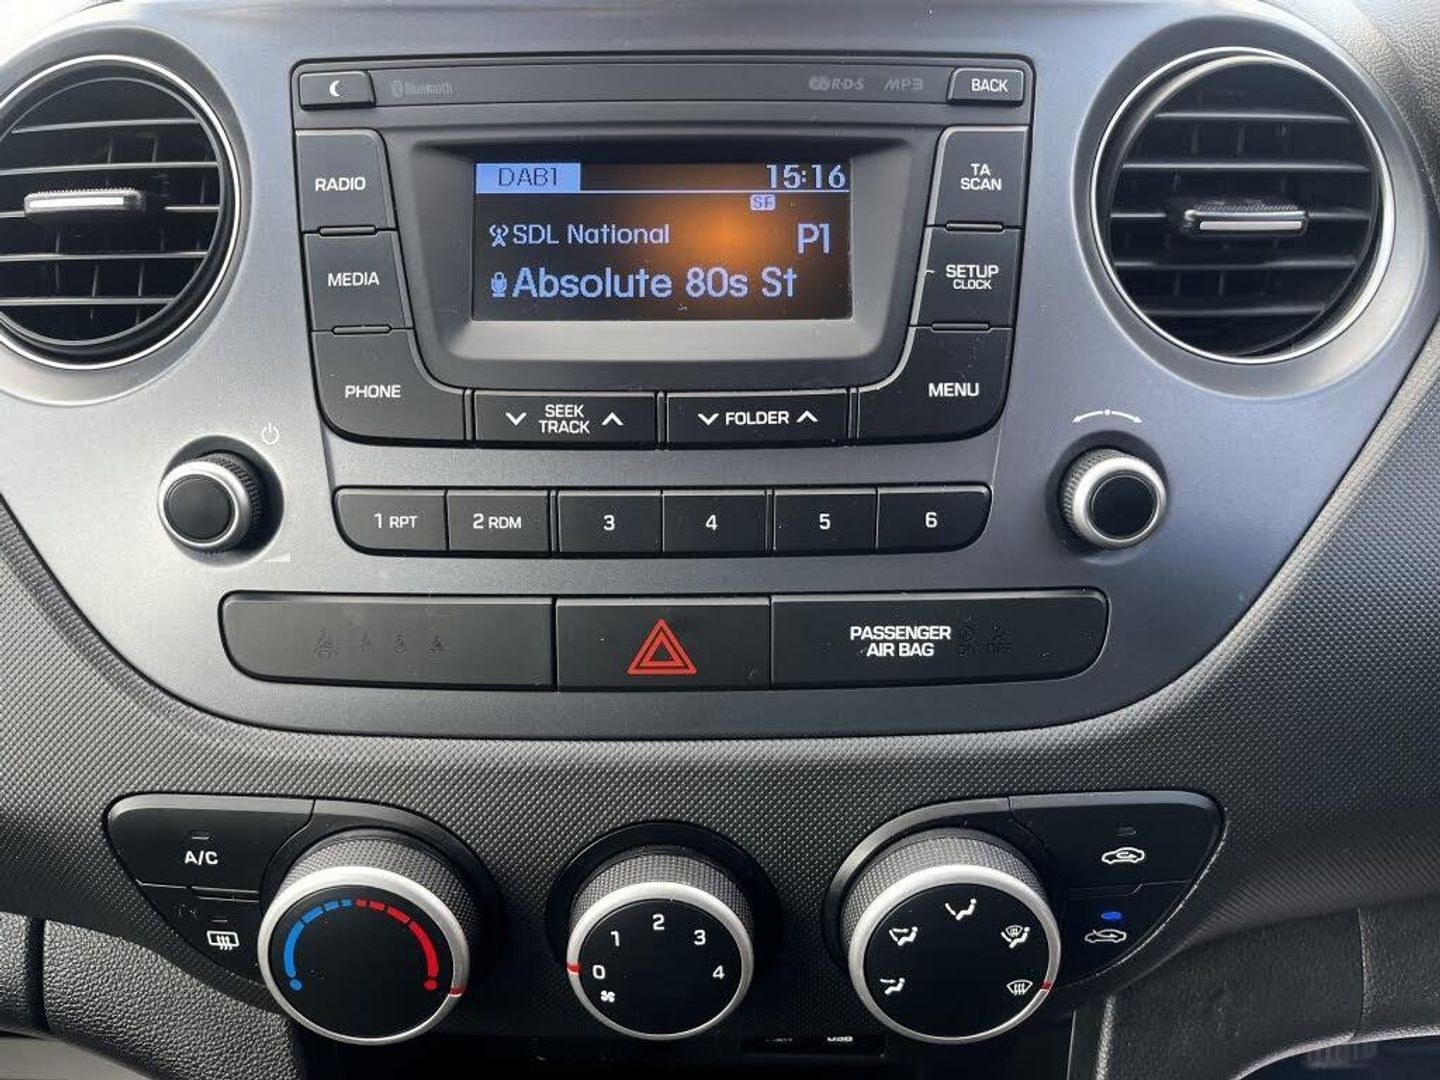 Bluetooth
R·D·S
MP3
BACK
RADIO
DAB1
15:16
TA
SCAN
SF
SDL National
P1
MEDIA
SETUP
CLOCK
Absolute 80s St
PHONE
SEEK
TRACK
FOLDER
MENU
1 RPT
2 RDM
3
4
5
6
PASSENGER
AIR BAG
ON
OFF
A/C
0
1
2
3
4